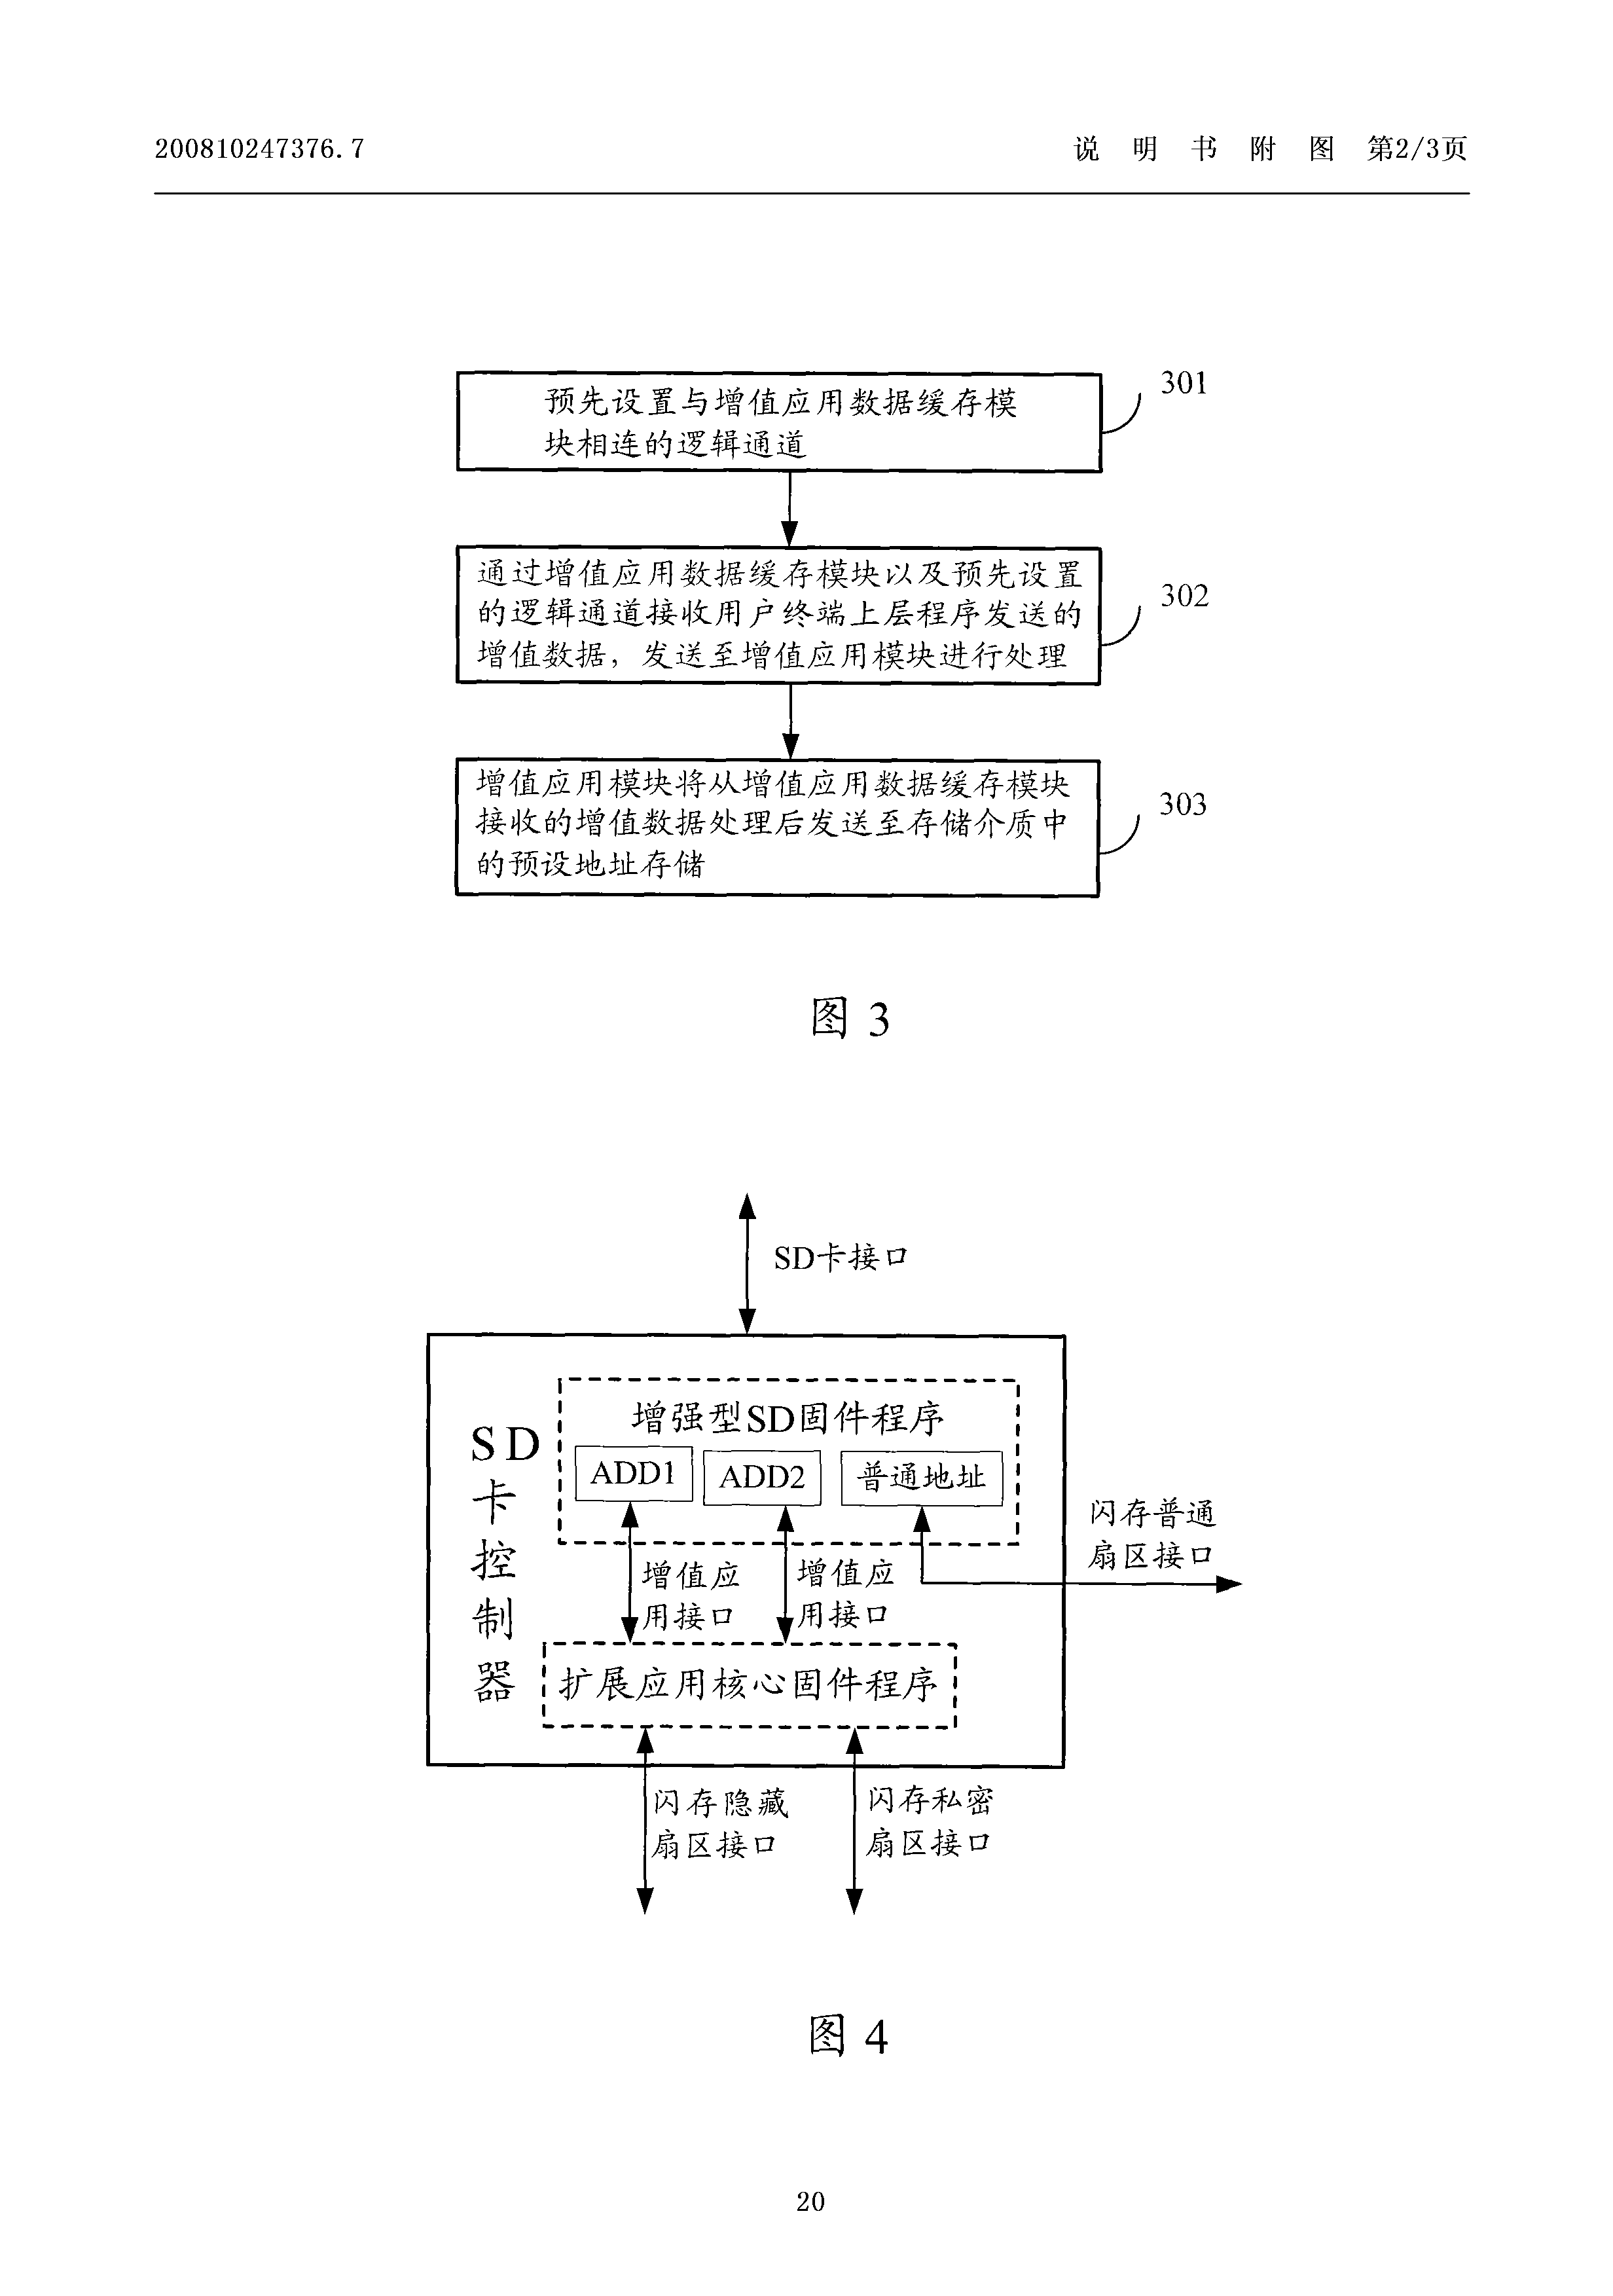 200810247376.7
说 明 书 附 图 第2/3页
预先设置与增值应用数据缓存模
块相连的逻辑通道
301
通过增值应用数据缓存模块以及预先设置
的逻辑通道接收用户终端上层程序发送的
增值数据，发送至增值应用模块进行处理
302
增值应用模块将从增值应用数据缓存模块
接收的增值数据处理后发送至存储介质中
的预设地址存储
303
图 3
SD卡接口
SD
卡
控
制
器
增强型SD固件程序
ADD1
ADD2
普通地址
闪存普通
扇区接口
增值应
用接口
增值应
用接口
扩展应用核心固件程序
闪存隐藏
扇区接口
闪存私密
扇区接口
图 4
20